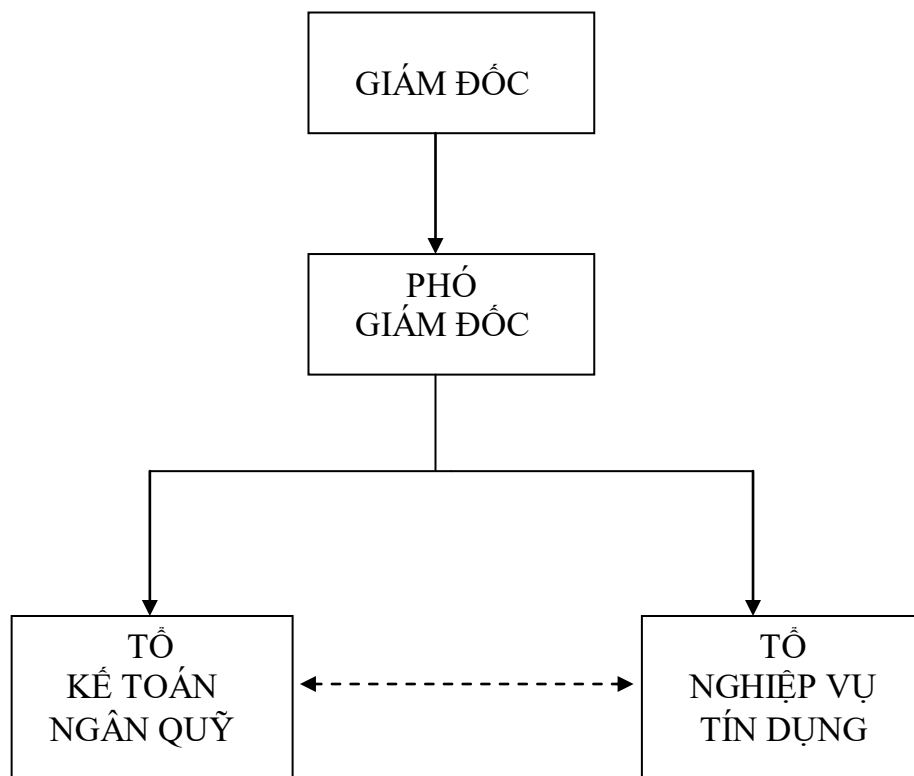 GIÁM ĐỐC
PHÓ
GIÁM ĐỐC
TỔ
KẾ TOÁN
NGÂN QUỸ
TỔ
NGHIỆP VỤ
TÍN DỤNG